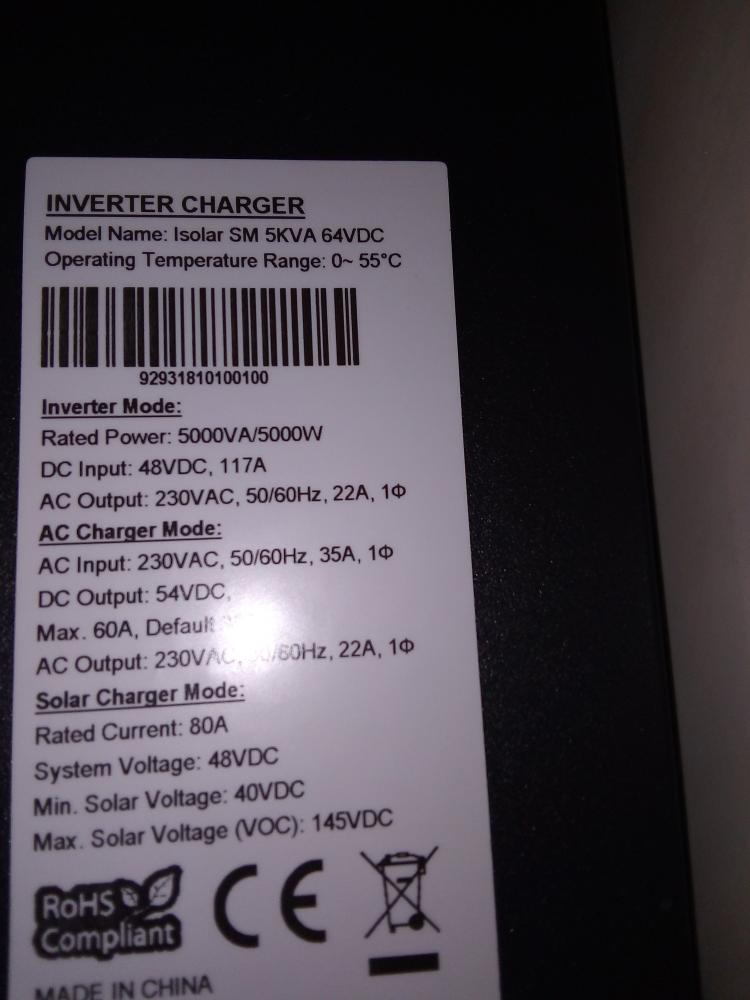 INVERTER CHARGER
Model Name: Isolar SM 5KVA 64VDC
Operating Temperature Range: 0~ 55°C
92931810100100
Inverter Mode:
Rated Power: 5000VA/5000W
DC Input: 48VDC, 117A
AC Output: 230VAC, 50/60Hz, 22A, 1Φ
AC Charger Mode:
AC Input: 230VAC, 50/60Hz, 35A, 1Φ
DC Output: 54VDC,
Max. 60A, Default
AC Output: 230VAC, 50/60Hz, 22A, 1Φ
Solar Charger Mode:
Rated Current: 80A
System Voltage: 48VDC
Min. Solar Voltage: 40VDC
Max. Solar Voltage (VOC): 145VDC
RoHS
Compliant
CE
MADE IN CHINA